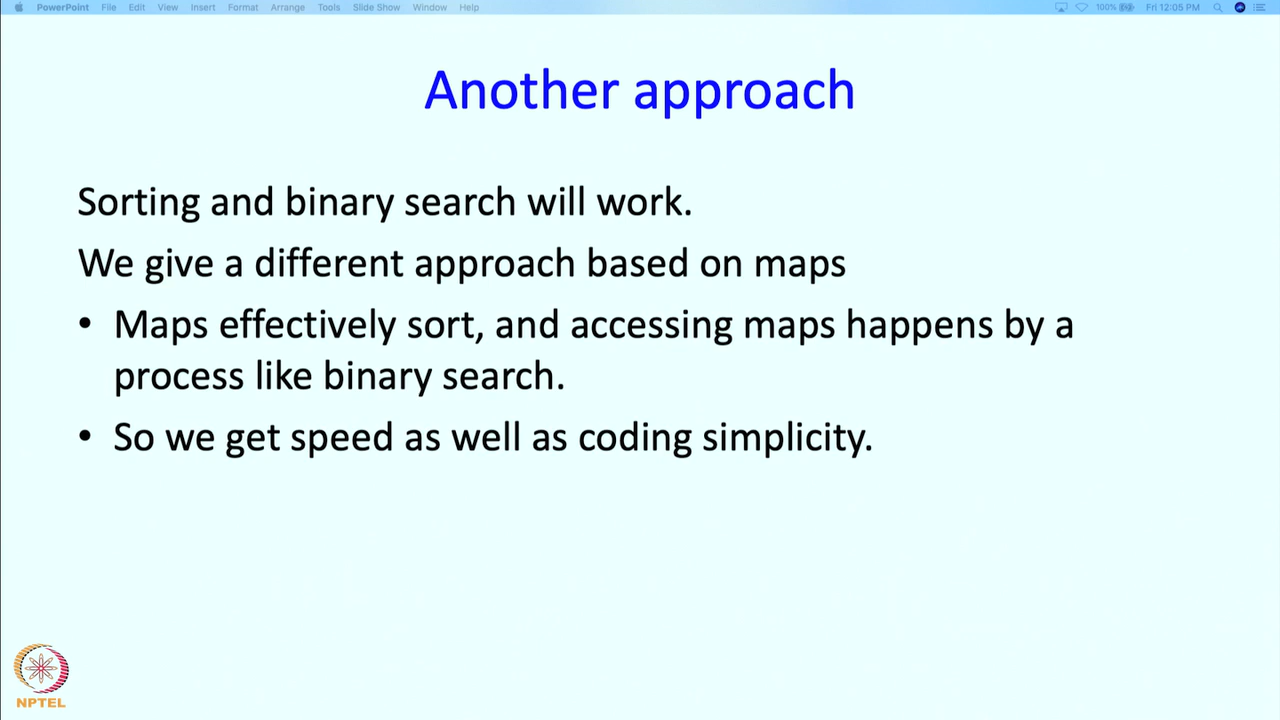 PowerPoint File Edit View Insert Format Arrange Tools Slide Show Window Help 100% Fri 12:05 PM
Another approach
Sorting and binary search will work.
We give a different approach based on maps
• Maps effectively sort, and accessing maps happens by a
process like binary search.
• So we get speed as well as coding simplicity.
NPTEL